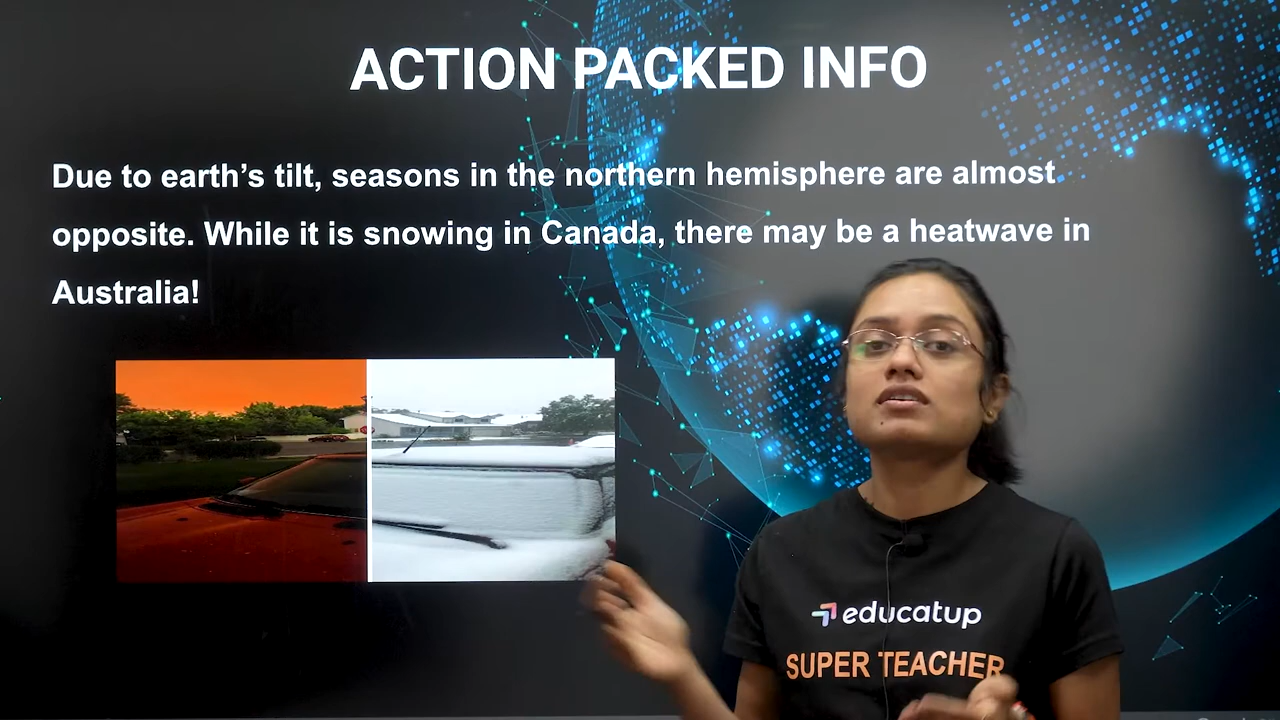 ACTION PACKED INFO
Due to earth’s tilt, seasons in the northern hemisphere are almost
opposite. While it is snowing in Canada, there may be a heatwave in
Australia!
educatup
SUPER TEACHER